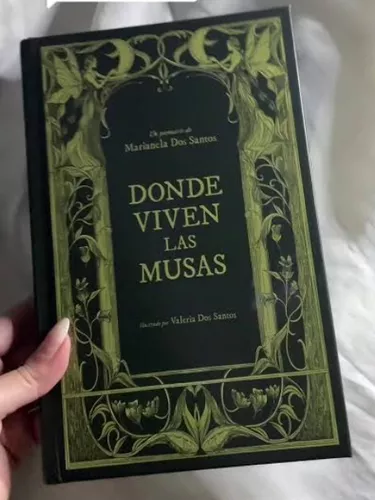 Un poemario de
Marianela Dos Santos
DONDE
VIVEN
LAS
MUSAS
Ilustrado por Valeria Dos Santos